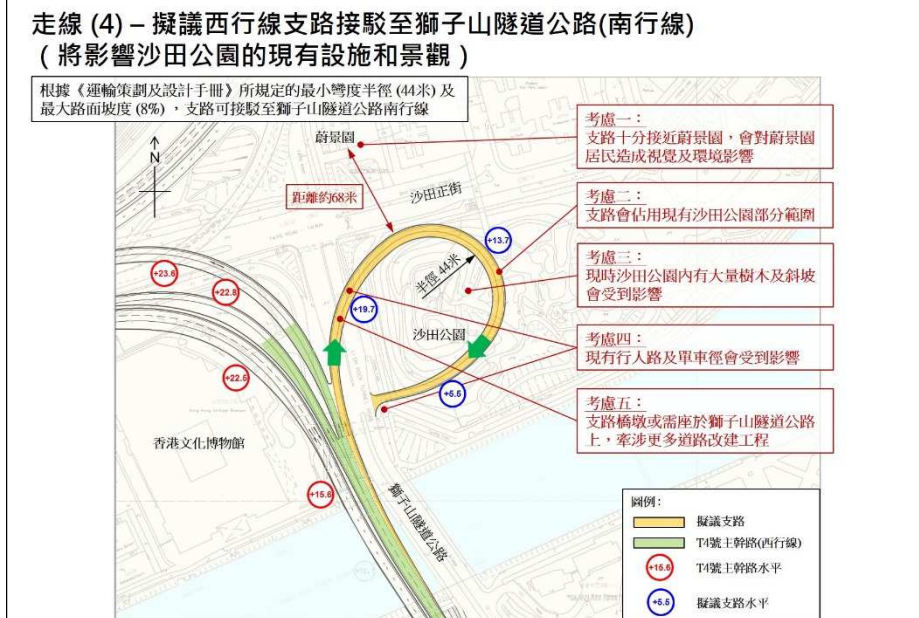 走線 (4) – 擬議西行線支路接駁至獅子山隧道公路(南行線)
（將影響沙田公園的現有設施和景觀）
根據《運輸策劃及設計手冊》所規定的最小彎度半徑 (44米) 及
最大路面坡度 (8%) ，支路可接駁至獅子山隧道公路南行線
N
蔚景園
距離約68米
沙田正街
+13.7
半徑 44米
+19.7
沙田公園
+5.5
+23.6
+22.8
+22.5
香港文化博物館
+15.6
獅子山隧道公路
考慮一：
支路十分接近蔚景園，會對蔚景園
居民造成視覺及環境影響
考慮二：
支路會佔用現有沙田公園部分範圍
考慮三：
現時沙田公園內有大量樹木及斜坡
會受到影響
考慮四：
現有行人路及單車徑會受到影響
考慮五：
支路橋墩或需座於獅子山隧道公路
上，牽涉更多道路改建工程
圖例：
擬議支路
T4號主幹路(西行線)
+15.6
T4號主幹路水平
+5.5
擬議支路水平